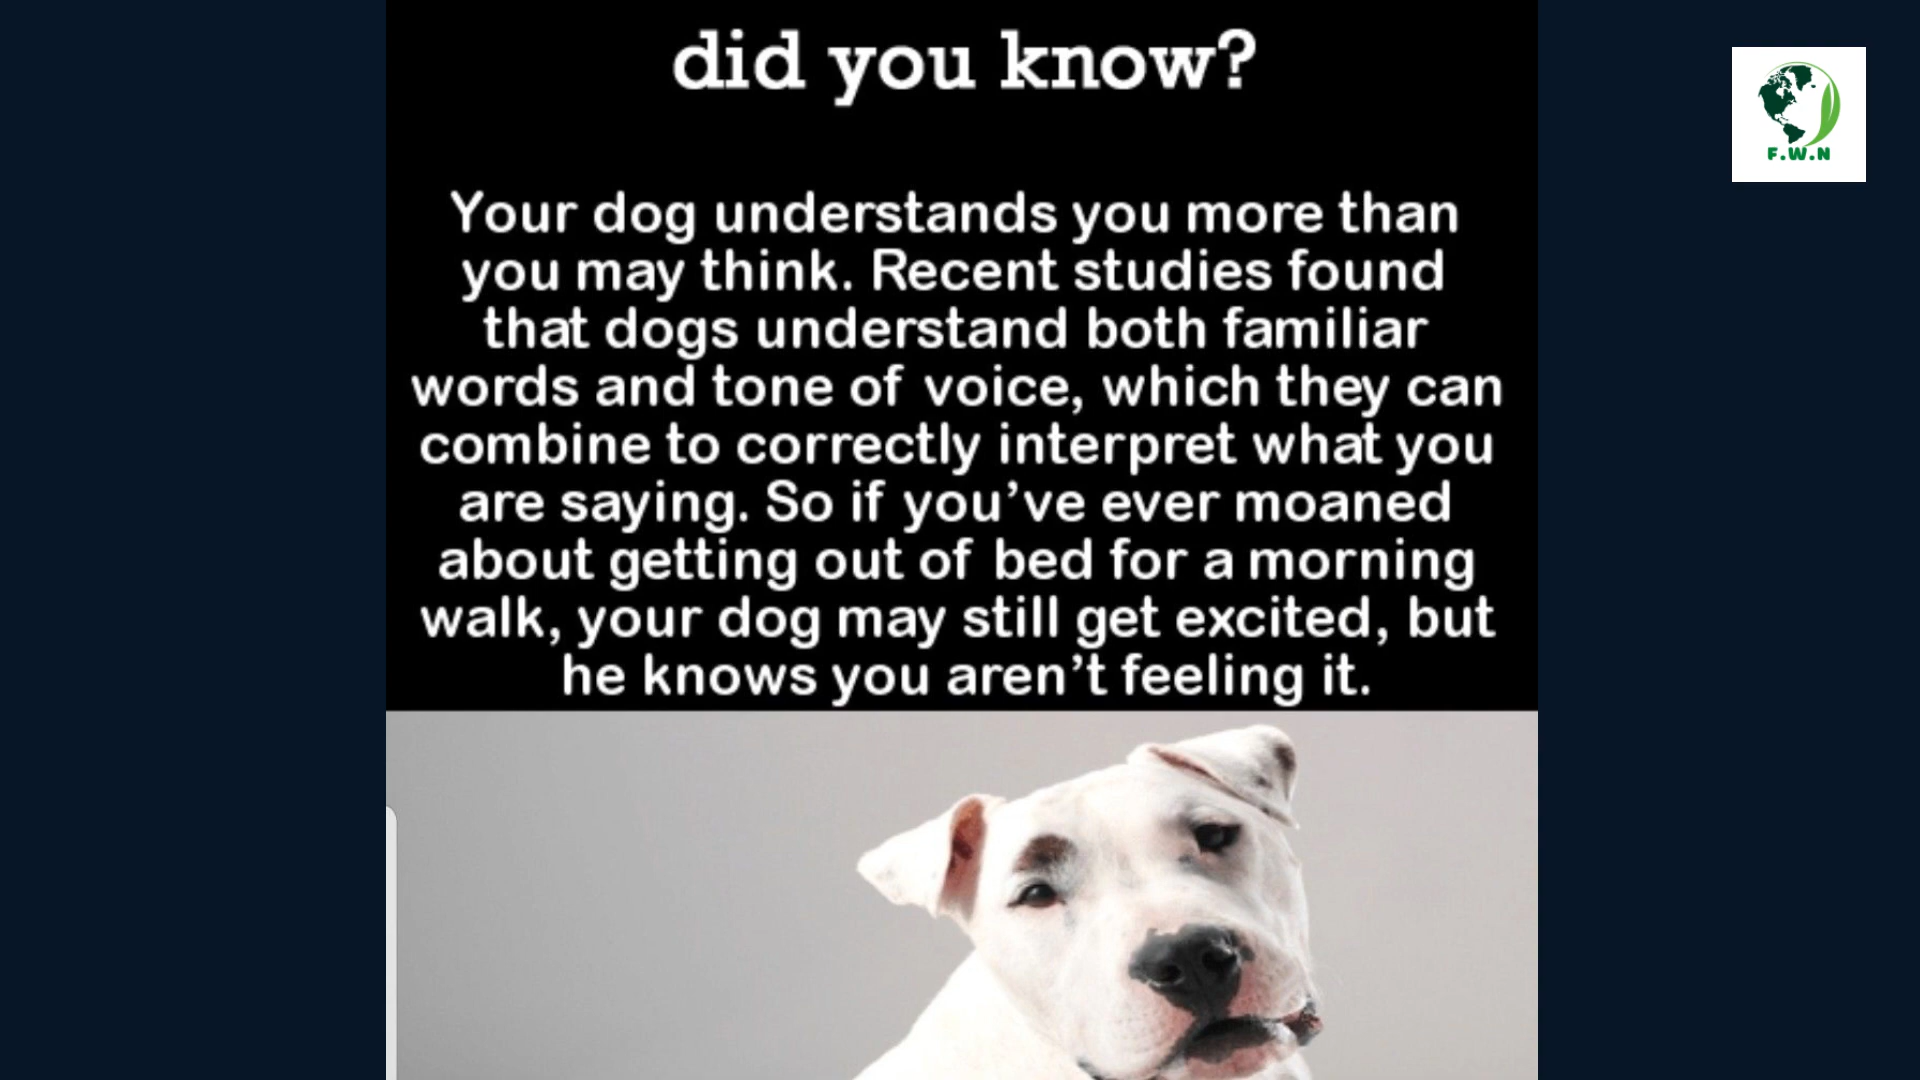 did you know?
Your dog understands you more than
you may think. Recent studies found
that dogs understand both familiar
words and tone of voice, which they can
combine to correctly interpret what you
are saying. So if you’ve ever moaned
about getting out of bed for a morning
walk, your dog may still get excited, but
he knows you aren’t feeling it.
F.W.N